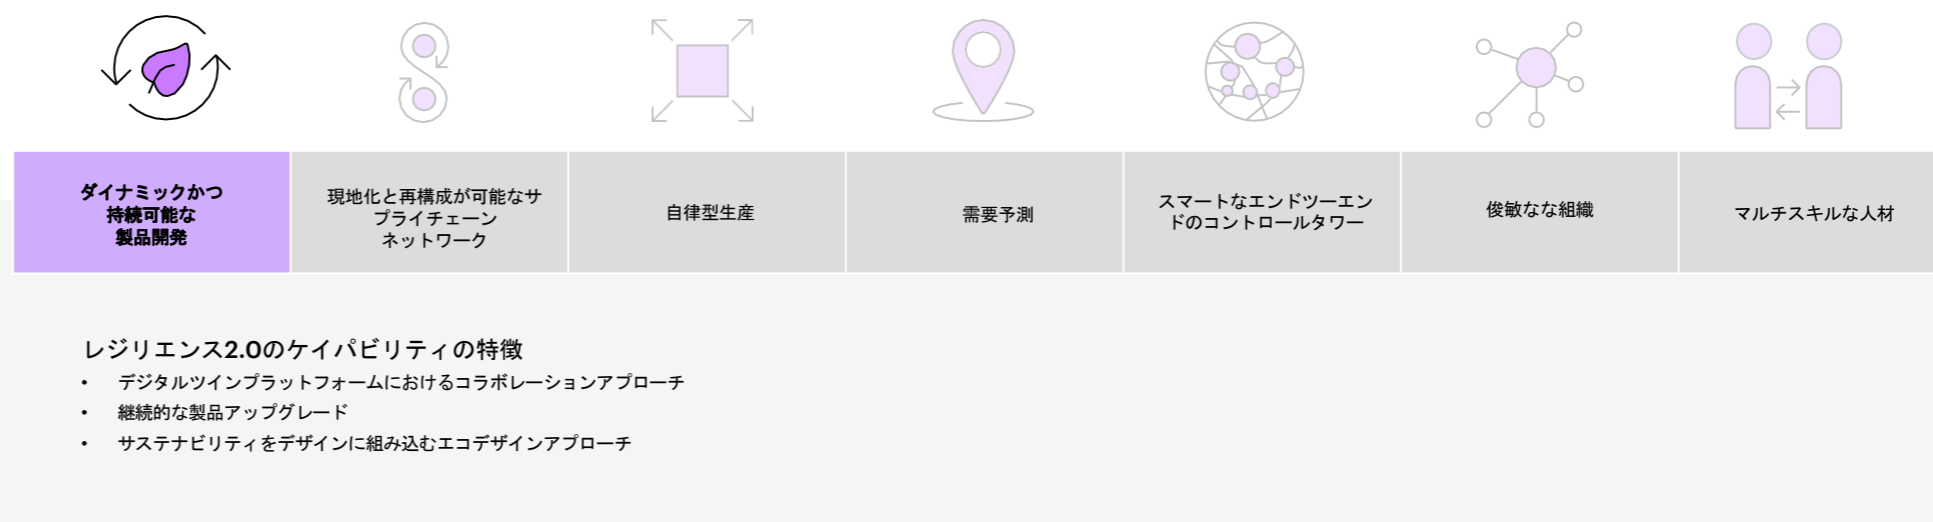 ダイナミックかつ
持続可能な
製品開発
現地化と再構成が可能なサ
プライチェーン
ネットワーク
自律型生産
需要予測
スマートなエンドツーエン
ドのコントロールタワー
俊敏なな組織
マルチスキルな人材
レジリエンス2.0のケイパビリティの特徴
• デジタルツインプラットフォームにおけるコラボレーションアプローチ
• 継続的な製品アップグレード
• サステナビリティをデザインに組み込むエコデザインアプローチ